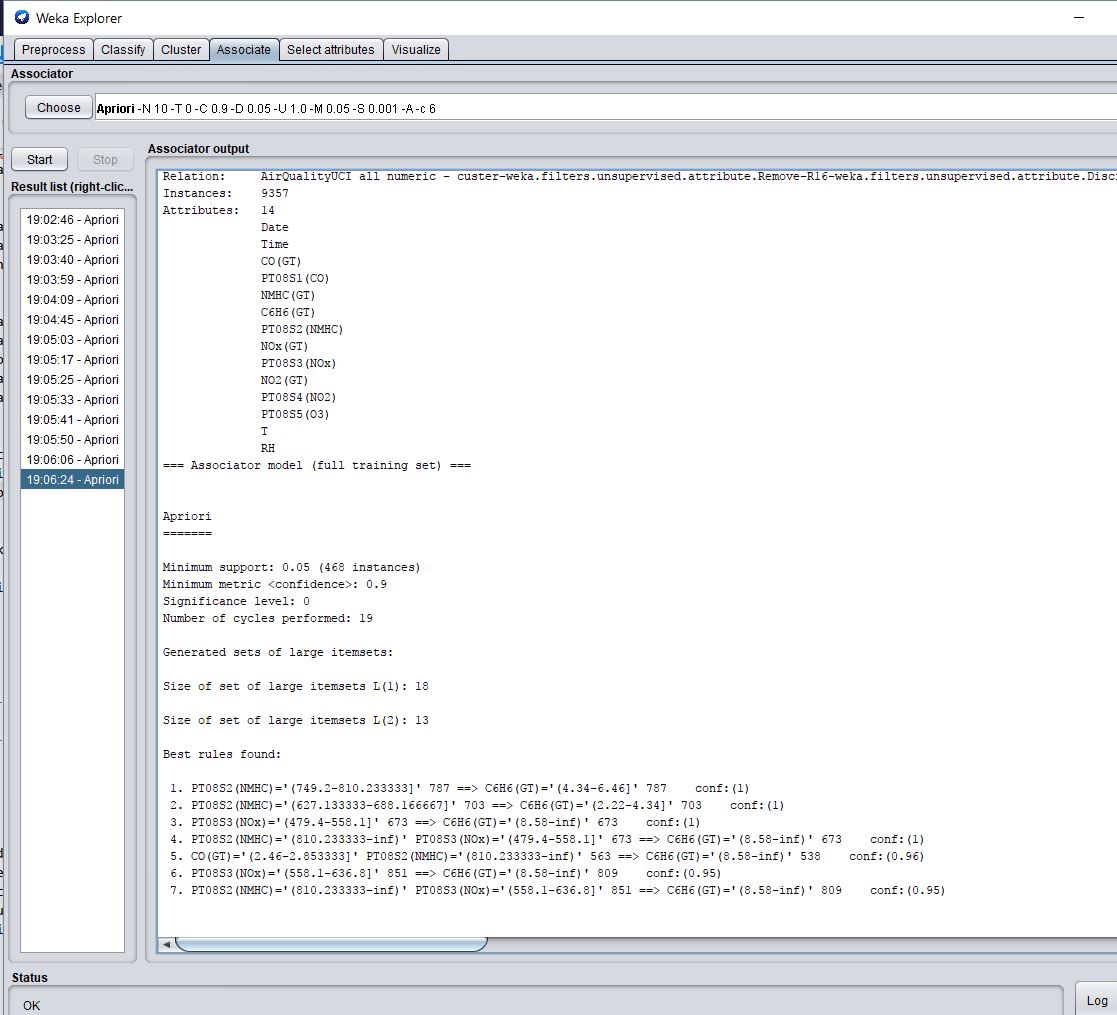 Weka Explorer
Preprocess Classify Cluster Associate Select attributes Visualize
Associator
Choose Apriori -N 10 -T 0 -C 0.9 -D 0.05 -U 1.0 -M 0.05 -S 0.001 -A -c 6
Start Stop
Result list (right-clic...
19:02:46 - Apriori
19:03:25 - Apriori
19:03:40 - Apriori
19:03:59 - Apriori
19:04:09 - Apriori
19:04:45 - Apriori
19:05:03 - Apriori
19:05:17 - Apriori
19:05:25 - Apriori
19:05:33 - Apriori
19:05:41 - Apriori
19:05:50 - Apriori
19:06:06 - Apriori
19:06:24 - Apriori
Associator output
Relation: AirQualityUCI all numeric - custer-weka.filters.unsupervised.attribute.Remove-R16-weka.filters.unsupervised.attribute.Disc
Instances: 9357
Attributes: 14
Date
Time
CO(GT)
PT08S1(CO)
NMHC(GT)
C6H6(GT)
PT08S2(NMHC)
NOx(GT)
PT08S3(NOx)
NO2(GT)
PT08S4(NO2)
PT08S5(O3)
T
RH
=== Associator model (full training set) ===
Apriori
=======
Minimum support: 0.05 (468 instances)
Minimum metric <confidence>: 0.9
Significance level: 0
Number of cycles performed: 19
Generated sets of large itemsets:
Size of set of large itemsets L(1): 18
Size of set of large itemsets L(2): 13
Best rules found:
1. PT08S2(NMHC)='(749.2-810.233333]' 787 ==> C6H6(GT)='(4.34-6.46]' 787 conf:(1)
2. PT08S2(NMHC)='(627.133333-688.166667]' 703 ==> C6H6(GT)='(2.22-4.34]' 703 conf:(1)
3. PT08S3(NOx)='(479.4-558.1]' 673 ==> C6H6(GT)='(8.58-inf)' 673 conf:(1)
4. PT08S2(NMHC)='(810.233333-inf)' PT08S3(NOx)='(479.4-558.1]' 673 ==> C6H6(GT)='(8.58-inf)' 673 conf:(1)
5. CO(GT)='(2.46-2.853333]' PT08S2(NMHC)='(810.233333-inf)' 563 ==> C6H6(GT)='(8.58-inf)' 538 conf:(0.96)
6. PT08S3(NOx)='(558.1-636.8]' 851 ==> C6H6(GT)='(8.58-inf)' 809 conf:(0.95)
7. PT08S2(NMHC)='(810.233333-inf)' PT08S3(NOx)='(558.1-636.8]' 851 ==> C6H6(GT)='(8.58-inf)' 809 conf:(0.95)
Status
OK
Log